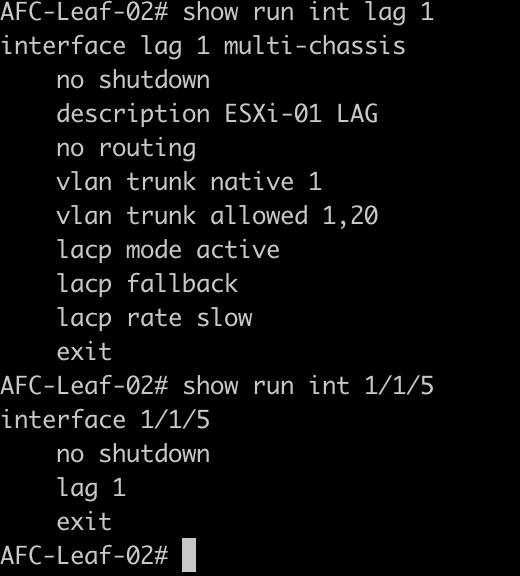 AFC-Leaf-02# show run int lag 1
interface lag 1 multi-chassis
    no shutdown
    description ESXi-01 LAG
    no routing
    vlan trunk native 1
    vlan trunk allowed 1,20
    lacp mode active
    lacp fallback
    lacp rate slow
    exit
AFC-Leaf-02# show run int 1/1/5
interface 1/1/5
    no shutdown
    lag 1
    exit
AFC-Leaf-02#